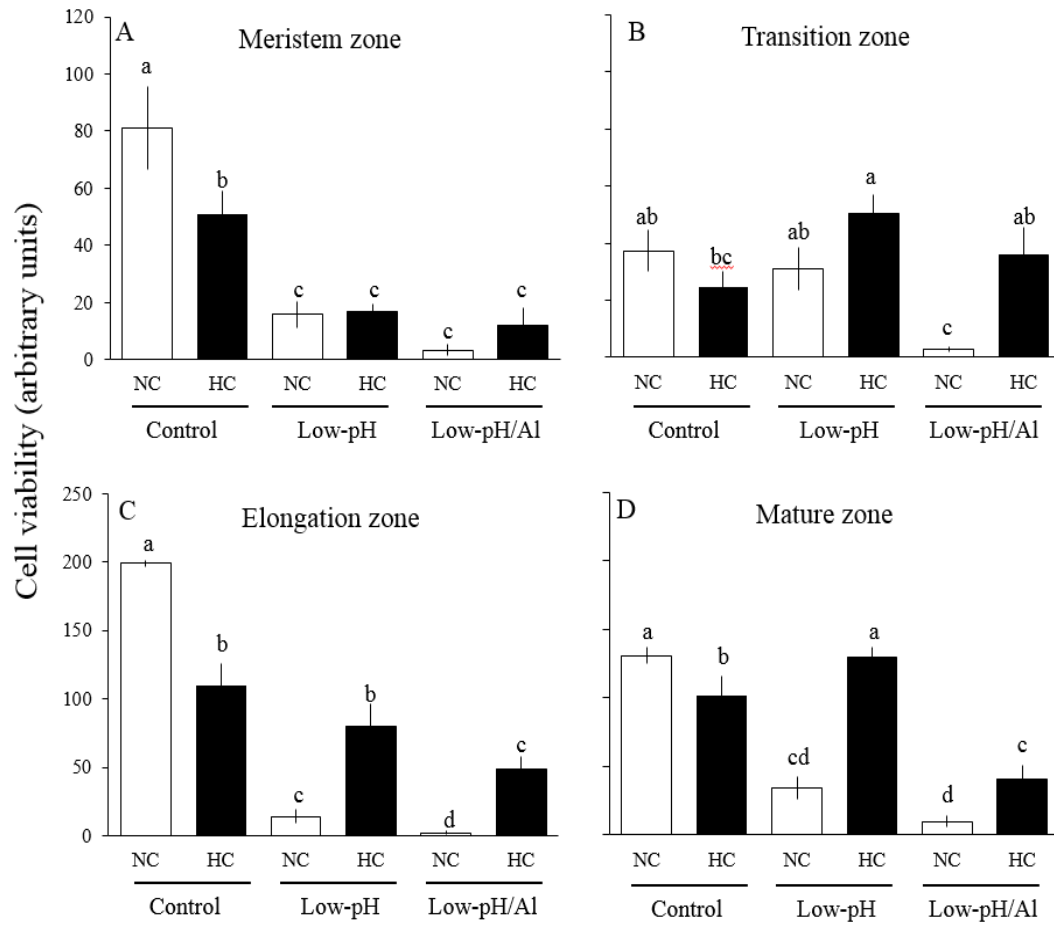 Cell viability (arbitrary units)
A
Meristem zone
120
100
80
60
40
20
0
a
b
c
c
c
c
NC HC NC HC NC HC
Control Low-pH Low-pH/Al
B
Transition zone
ab
bc
ab
a
c
ab
NC HC NC HC NC HC
Control Low-pH Low-pH/Al
C
Elongation zone
250
200
150
100
50
0
a
b
c
b
d
c
NC HC NC HC NC HC
Control Low-pH Low-pH/Al
D
Mature zone
a
b
cd
a
d
c
NC HC NC HC NC HC
Control Low-pH Low-pH/Al